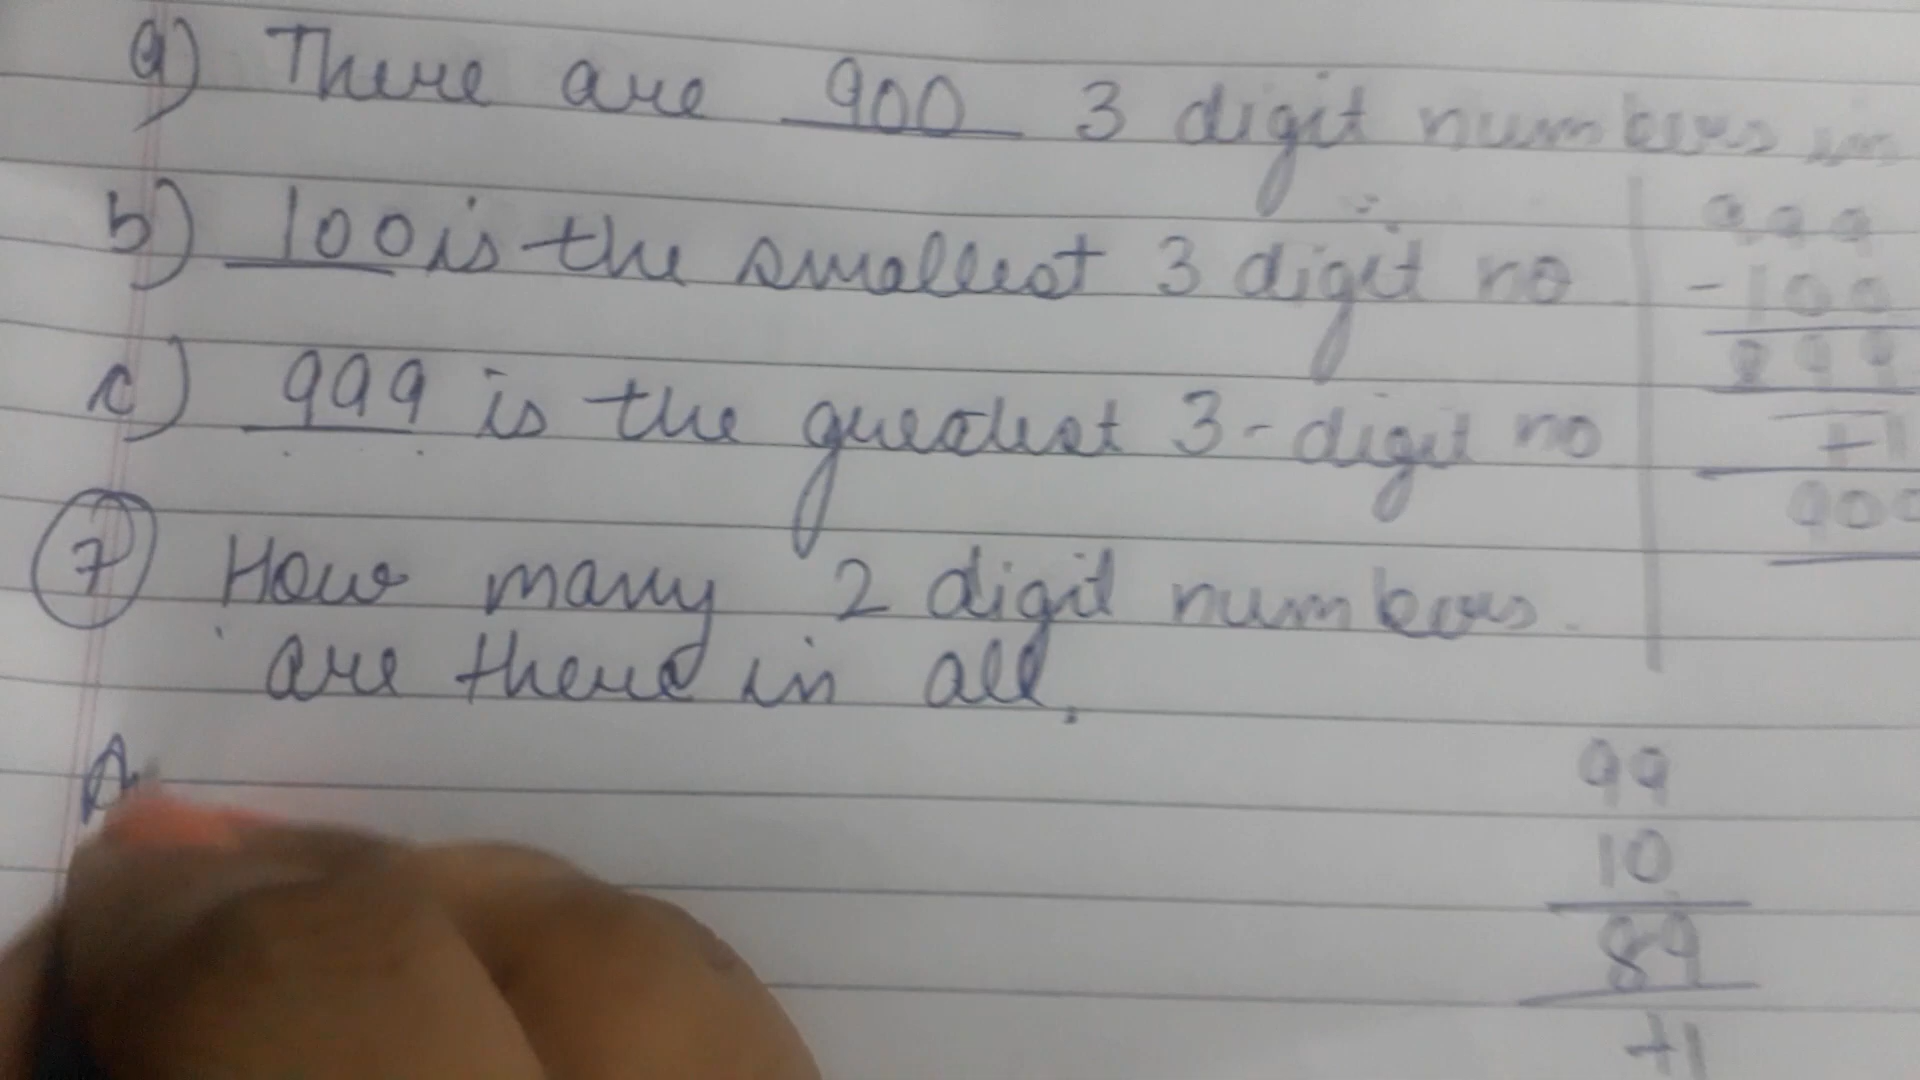 a) There are 900 3 digit numbers in
b) 100 is the smallest 3 digit no
c) 999 is the greatest 3-digit no
999
-100
899
+1
900
7 How many 2 digit numbers
are there in all.
A
99
10
89
+1